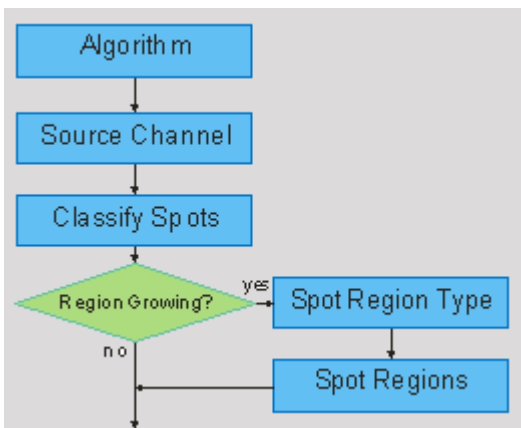 Algorithm
Source Channel
Classify Spots
Region Growing?
yes
Spot Region Type
no
Spot Regions